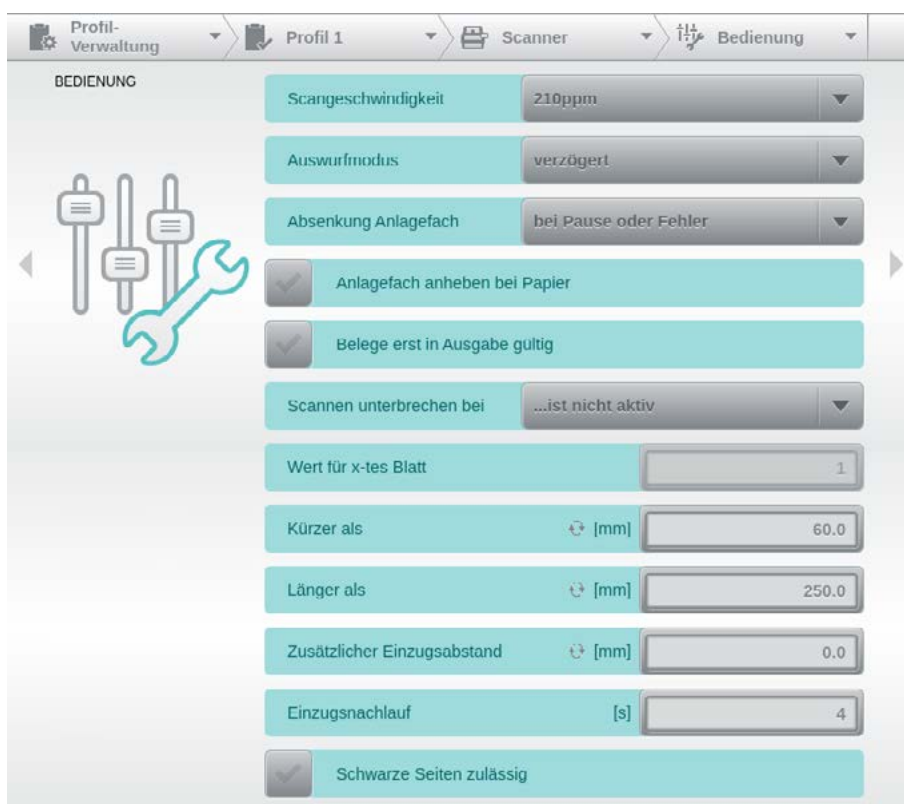 Profil-
Verwaltung
Profil 1
Scanner
Bedienung
BEDIENUNG
Scangeschwindigkeit 210ppm
Auswurfmodus verzögert
Absenkung Anlagefach bei Pause oder Fehler
Anlagefach anheben bei Papier
Belege erst in Ausgabe gültig
Scannen unterbrechen bei ...ist nicht aktiv
Wert für x-tes Blatt 1
Kürzer als [mm] 60.0
Länger als [mm] 250.0
Zusätzlicher Einzugsabstand [mm] 0.0
Einzugsnachlauf [s] 4
Schwarze Seiten zulässig